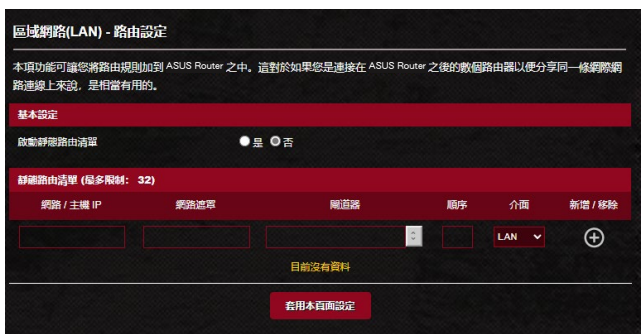 區域網路(LAN) - 路由設定
本項功能可讓您將路由規則加到 ASUS Router 之中。這對於如果您是連接在 ASUS Router 之後的數個路由器以便分享同一條網際網
路連線上來說，是相當有用的。
基本設定
啟動靜態路由清單 是 否
靜態路由清單 (最多限制： 32)
網路 / 主機 IP 網路遮罩 閘道器 順序 介面 新增 / 移除
LAN
目前沒有資料
套用本頁面設定